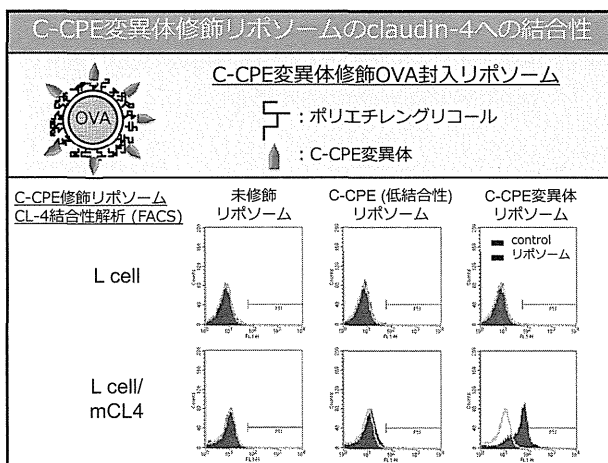 C-CPE変異体修飾リポソームのclaudin-4への結合性
C-CPE変異体修飾OVA封入リポソーム
OVA
：ポリエチレングリコール
：C-CPE変異体
C-CPE修飾リポソーム
CL-4結合性解析 (FACS)
未修飾
リポソーム
C-CPE (低結合性)
リポソーム
C-CPE変異体
リポソーム
control
リポソーム
L cell
L cell/
mCL4